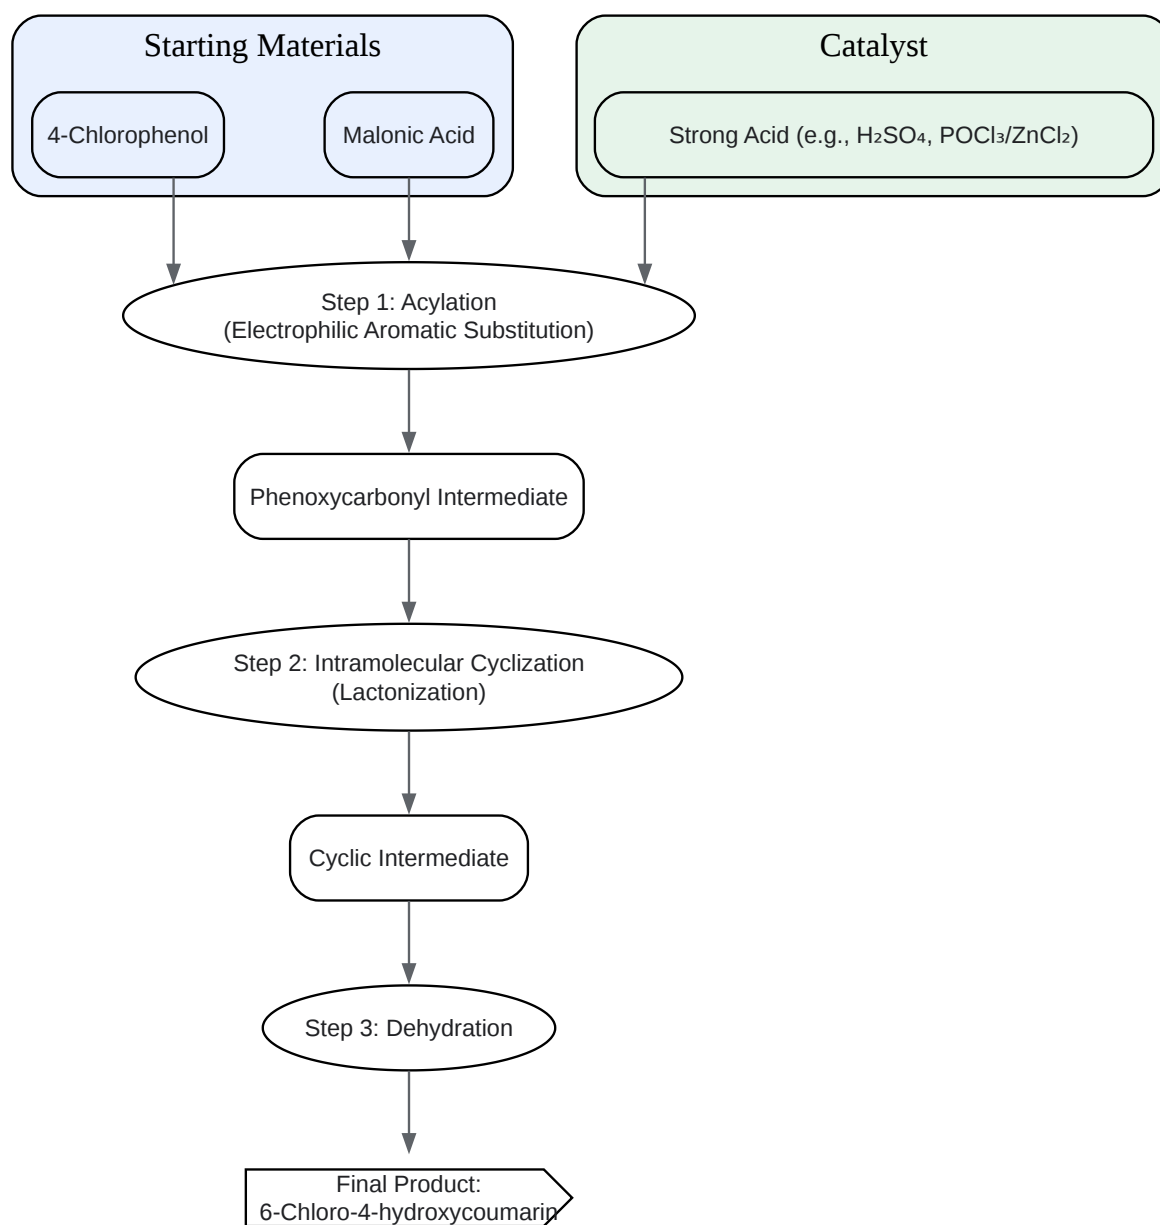 Starting Materials
Catalyst
4-Chlorophenol
Malonic Acid
Strong Acid (e.g., H₂SO₄, POCl₃/ZnCl₂)
Step 1: Acylation
(Electrophilic Aromatic Substitution)
Phenoxycarbonyl Intermediate
Step 2: Intramolecular Cyclization
(Lactonization)
Cyclic Intermediate
Step 3: Dehydration
Final Product:
6-Chloro-4-hydroxycoumarin